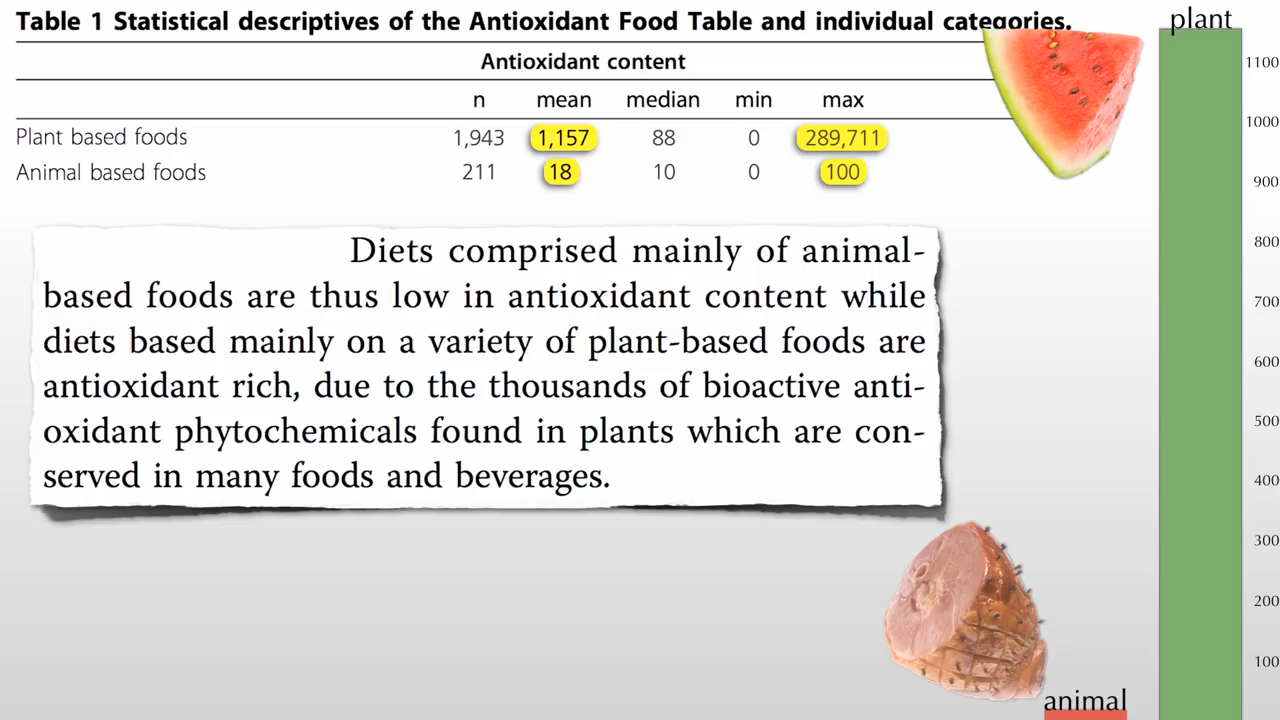 Table 1 Statistical descriptives of the Antioxidant Food Table and individual categories.
Antioxidant content
n mean median min max
Plant based foods 1,943 1,157 88 0 289,711
Animal based foods 211 18 10 0 100
Diets comprised mainly of animal-
based foods are thus low in antioxidant content while
diets based mainly on a variety of plant-based foods are
antioxidant rich, due to the thousands of bioactive anti-
oxidant phytochemicals found in plants which are con-
served in many foods and beverages.
plant
1100
1000
900
800
700
600
500
400
300
200
100
animal